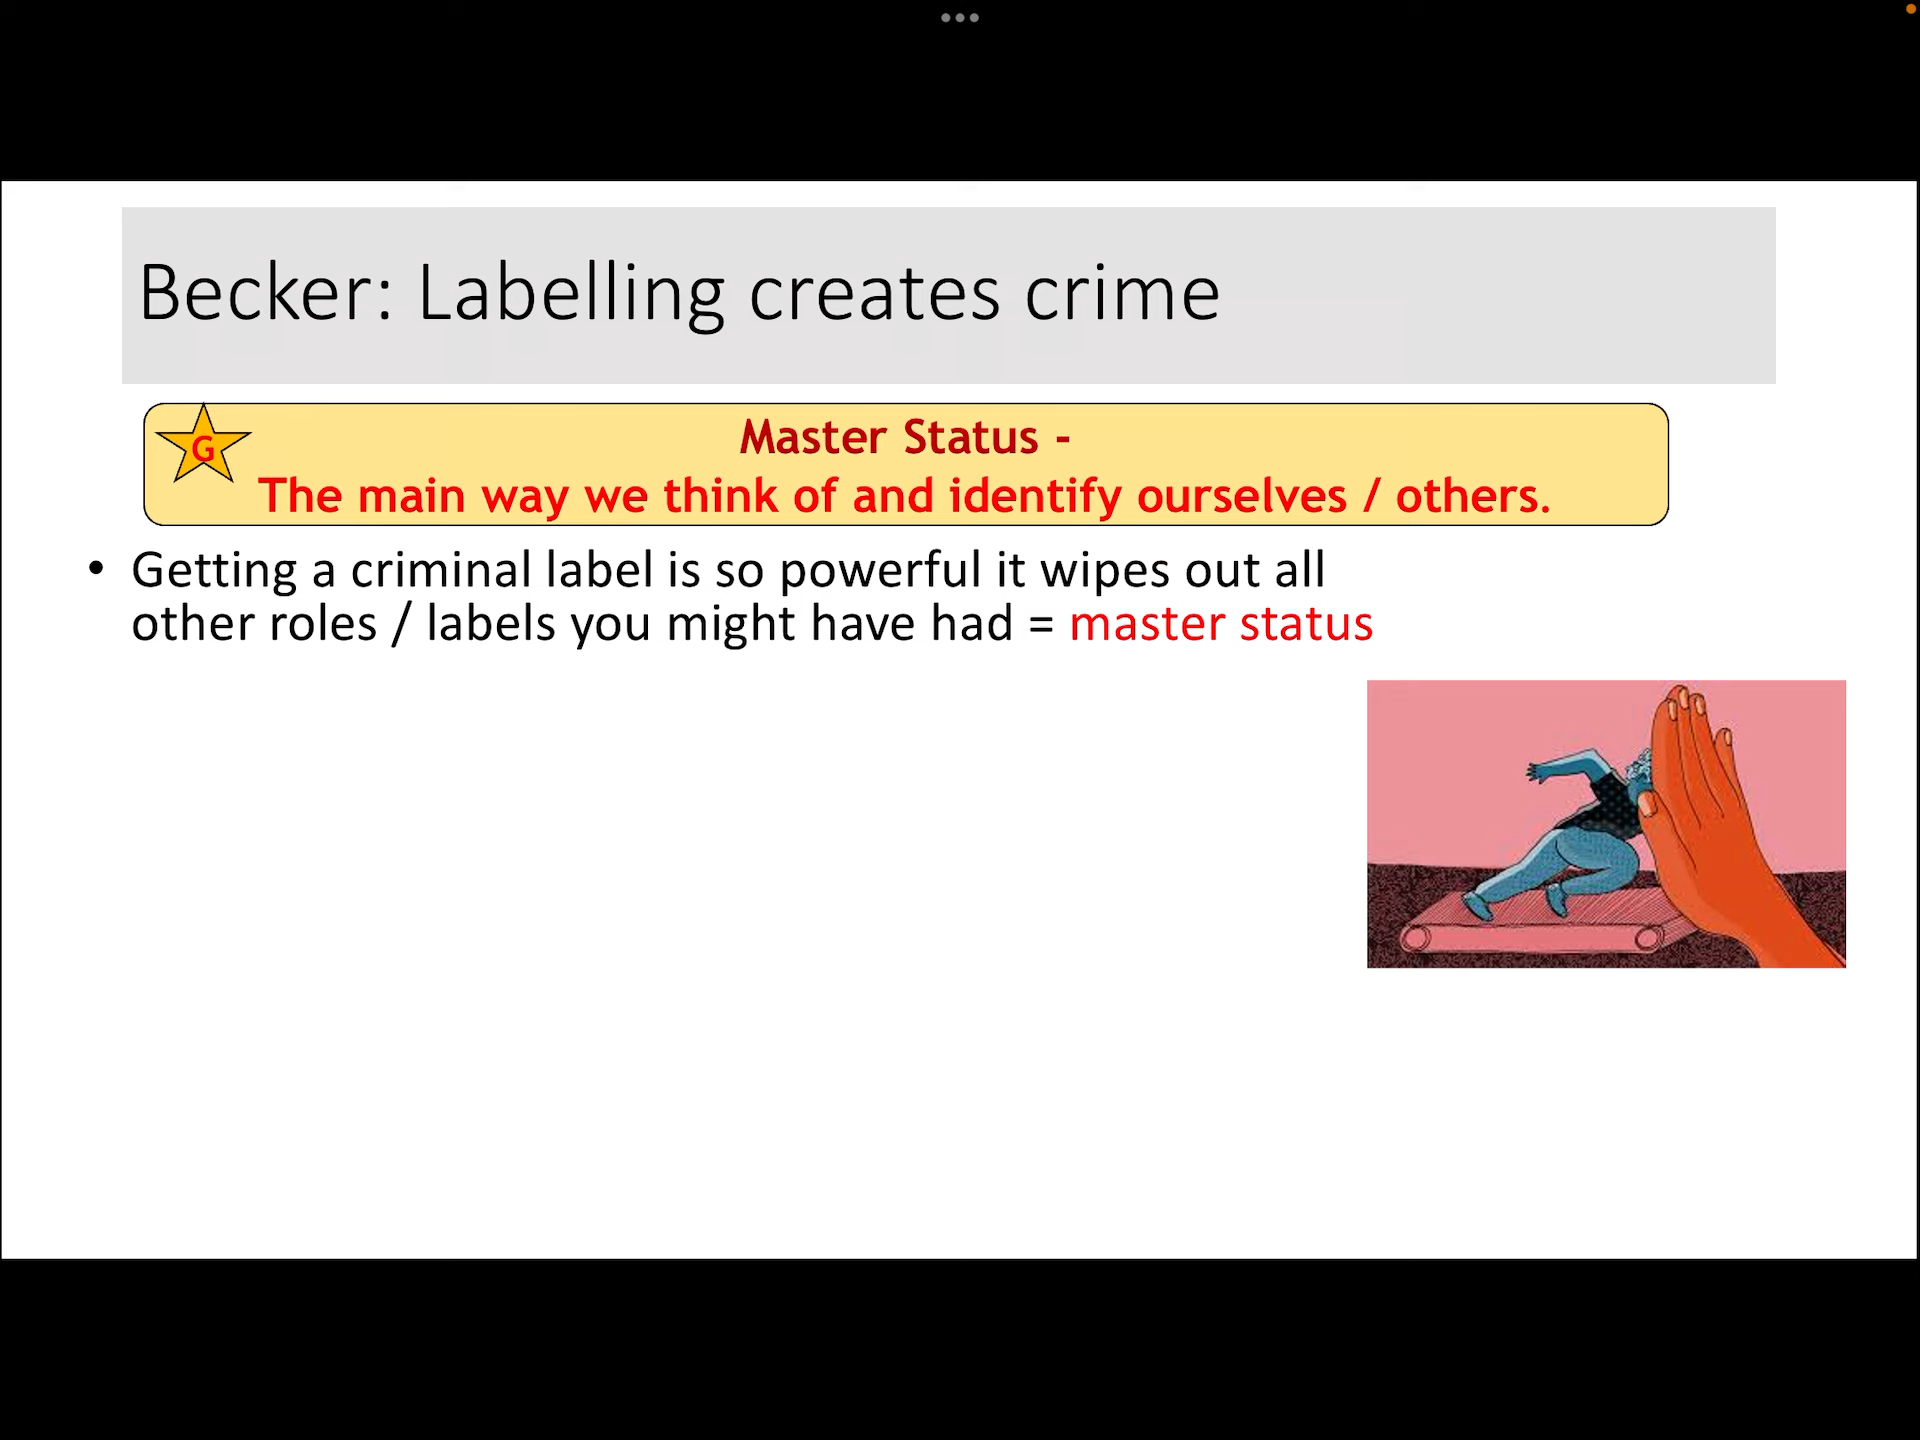 Becker: Labelling creates crime
G
Master Status -
The main way we think of and identify ourselves / others.
• Getting a criminal label is so powerful it wipes out all
other roles / labels you might have had = master status